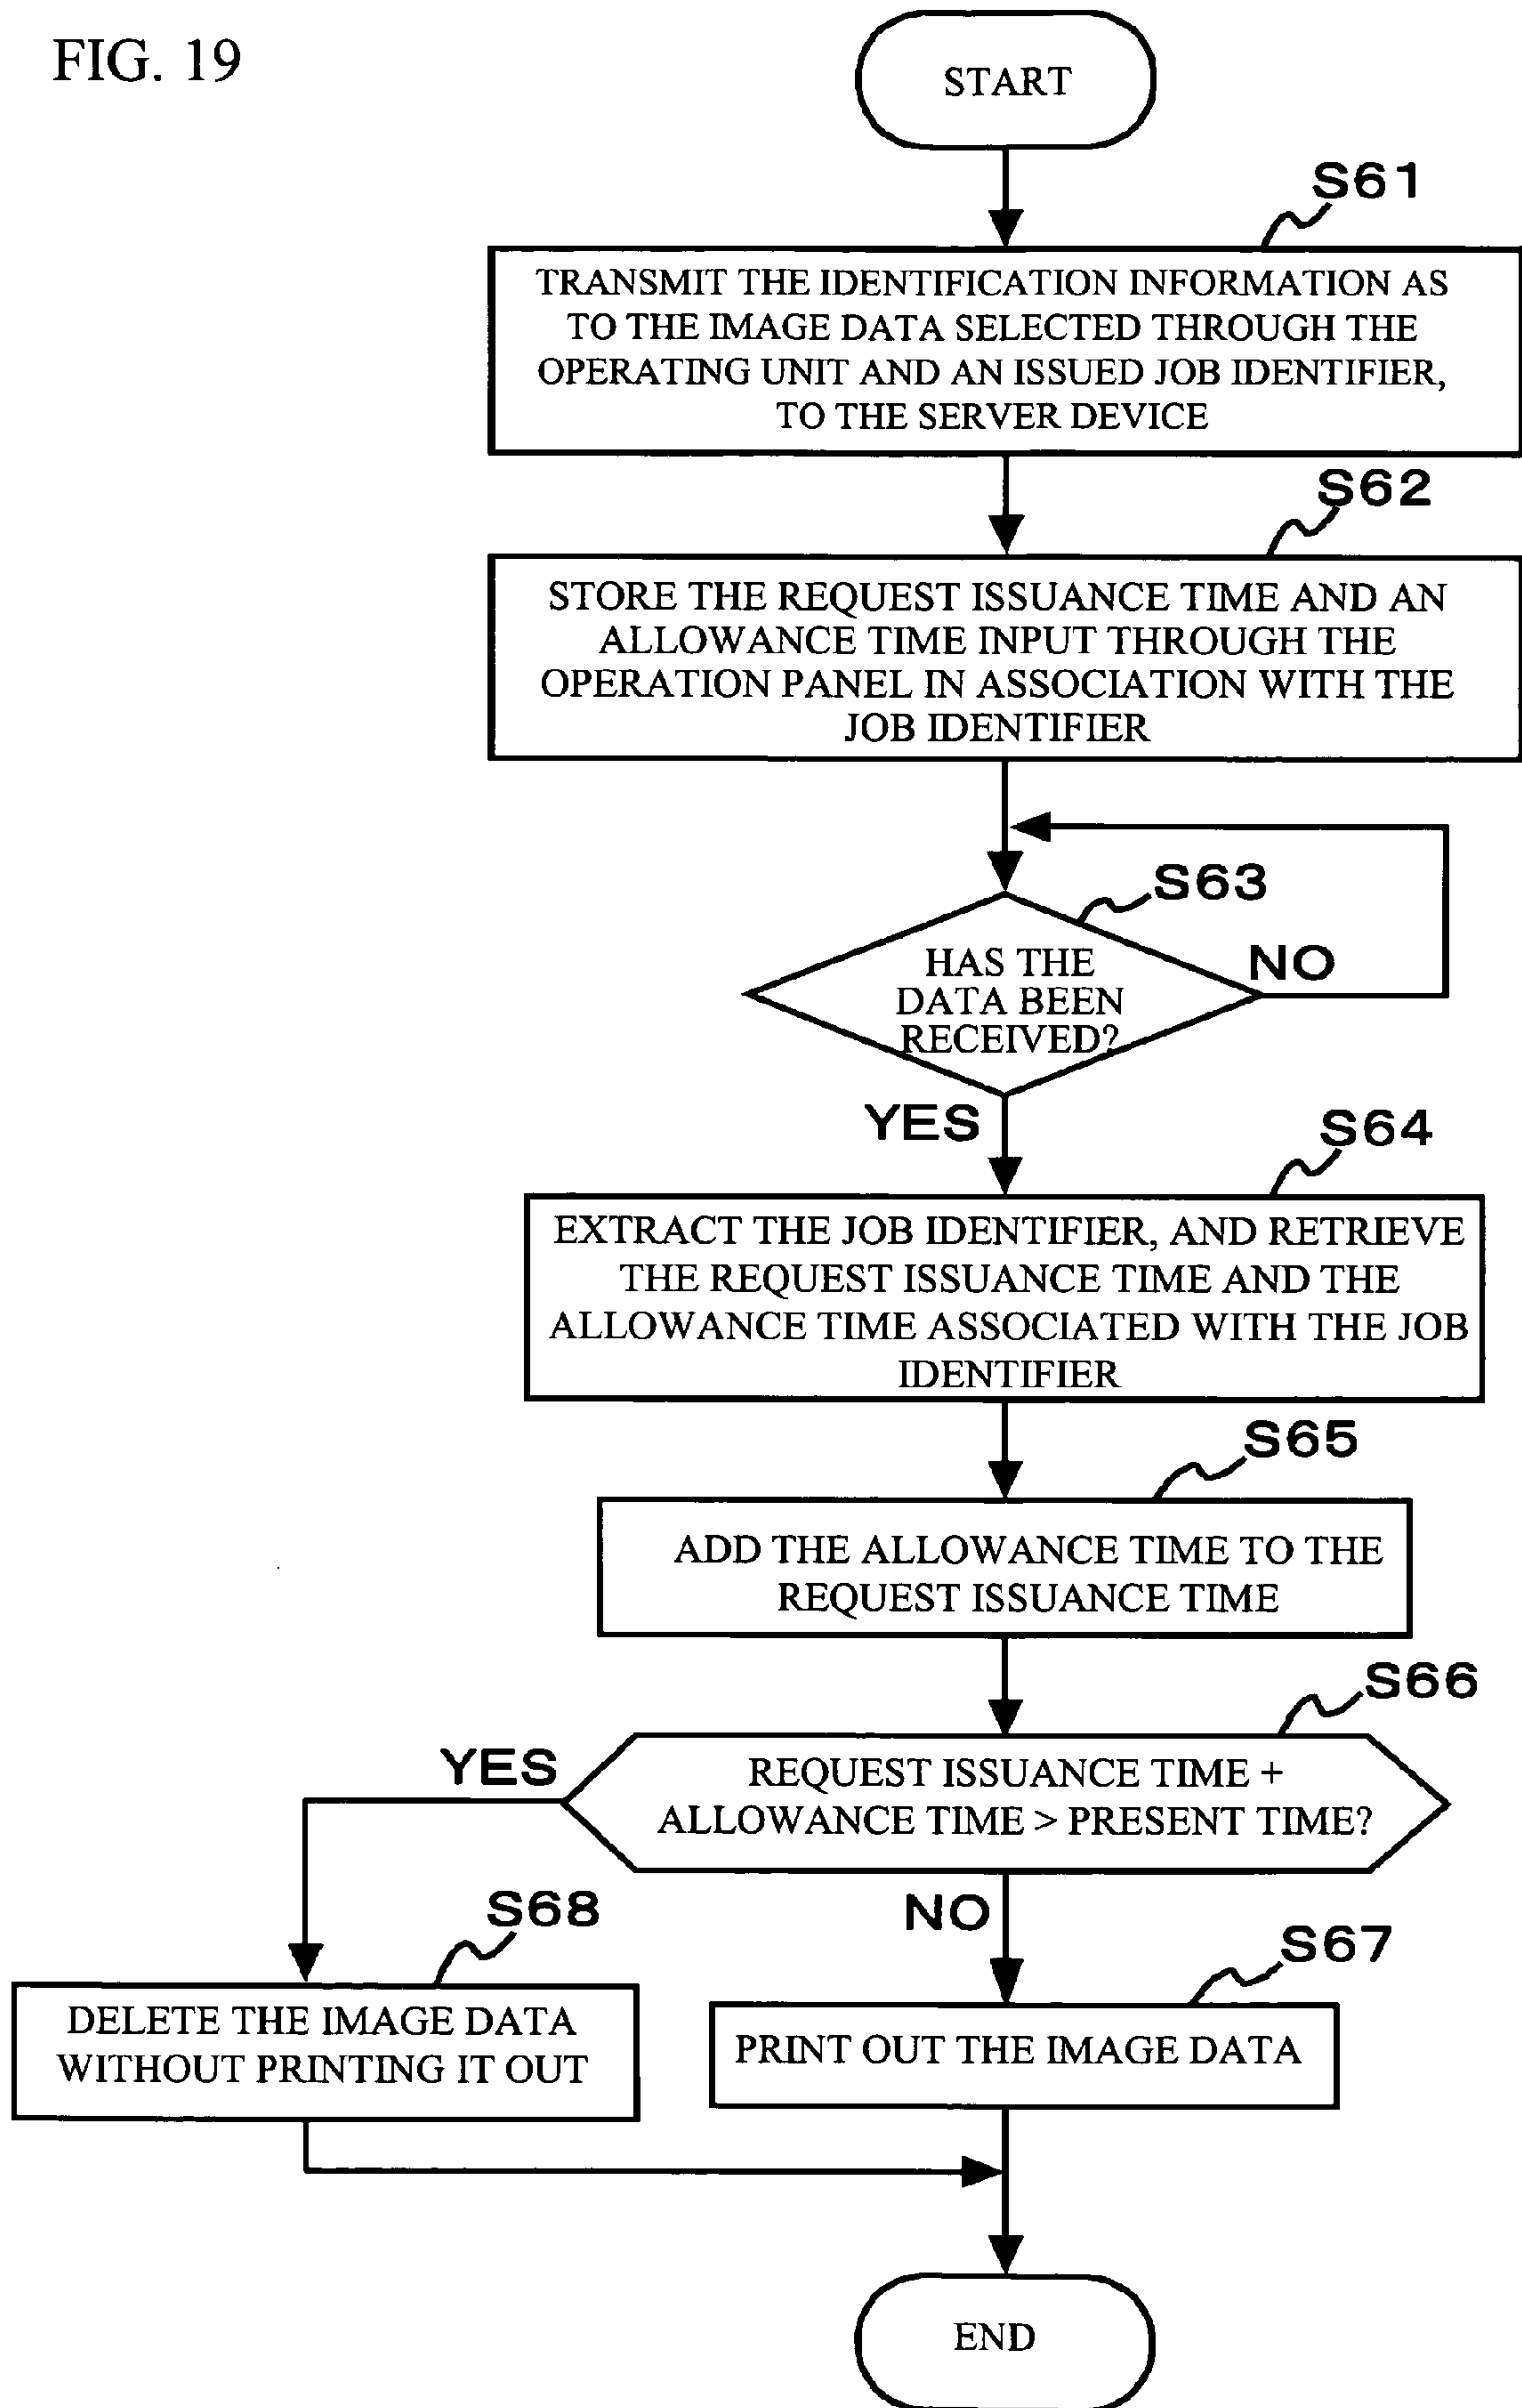 FIG. 19
START
S61
TRANSMIT THE IDENTIFICATION INFORMATION AS
TO THE IMAGE DATA SELECTED THROUGH THE
OPERATING UNIT AND AN ISSUED JOB IDENTIFIER,
TO THE SERVER DEVICE
S62
STORE THE REQUEST ISSUANCE TIME AND AN
ALLOWANCE TIME INPUT THROUGH THE
OPERATION PANEL IN ASSOCIATION WITH THE
JOB IDENTIFIER
S63
HAS THE
DATA BEEN
RECEIVED?
NO
YES
S64
EXTRACT THE JOB IDENTIFIER, AND RETRIEVE
THE REQUEST ISSUANCE TIME AND THE
ALLOWANCE TIME ASSOCIATED WITH THE JOB
IDENTIFIER
S65
ADD THE ALLOWANCE TIME TO THE
REQUEST ISSUANCE TIME
S66
YES
REQUEST ISSUANCE TIME +
ALLOWANCE TIME > PRESENT TIME?
NO
S68
DELETE THE IMAGE DATA
WITHOUT PRINTING IT OUT
S67
PRINT OUT THE IMAGE DATA
END